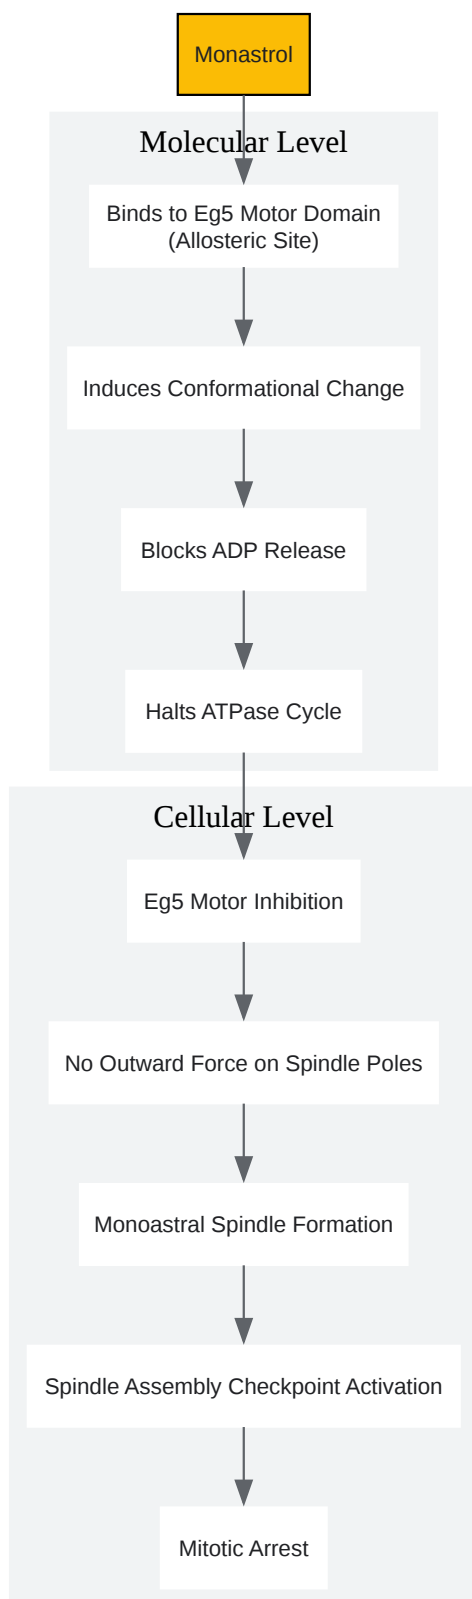 Monastrol
Molecular Level
Binds to Eg5 Motor Domain
(Allosteric Site)
Induces Conformational Change
Blocks ADP Release
Halts ATPase Cycle
Cellular Level
Eg5 Motor Inhibition
No Outward Force on Spindle Poles
Monoastral Spindle Formation
Spindle Assembly Checkpoint Activation
Mitotic Arrest